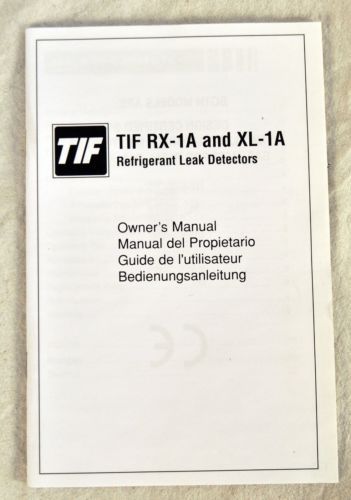 TIF
TIF RX-1A and XL-1A
Refrigerant Leak Detectors
Owner's Manual
Manual del Propietario
Guide de l'utilisateur
Bedienungsanleitung